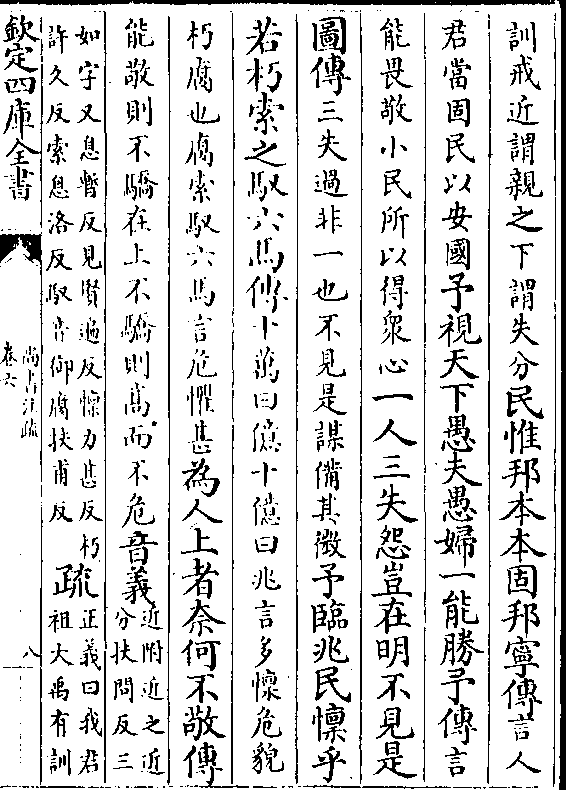 訓戒近謂親之下謂失分民惟邦本本固邦寧傳言人
君當固民以安國予視天下愚夫愚婦一能勝予傳言
能畏敬小民所以得衆心一人三失怨豈在明不見是
圖傳三失過非一也不見是謀備其微予臨兆民懍乎
若朽索之馭六馬傳十萬曰億十億曰兆言多懍危貌
朽腐也腐索馭六馬言危懼甚為人上者奈何不敬傳
能敬則不驕在上不驕則髙而不危音義近附近之近
分扶問反三
如字又息暫反見賢遍反懍力甚反朽
許久反索息洛反馭音御腐扶甫反
疏正義曰我君
祖大禹有訓
欽定四庫全書
尚書注疏
卷六
八